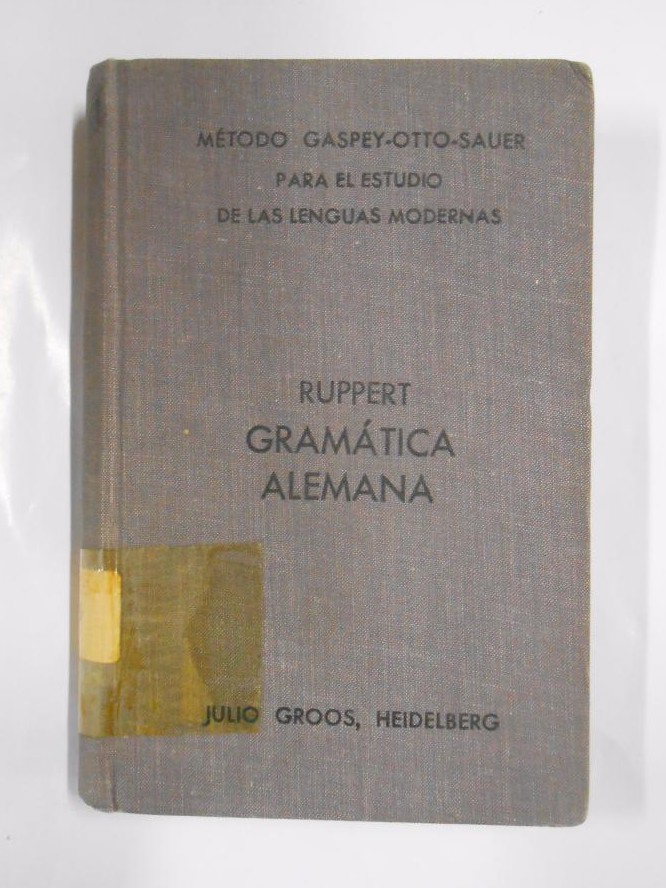 MÉTODO GASPEY-OTTO-SAUER
PARA EL ESTUDIO
DE LAS LENGUAS MODERNAS
RUPPERT
GRAMÁTICA
ALEMANA
JULIO GROOS, HEIDELBERG